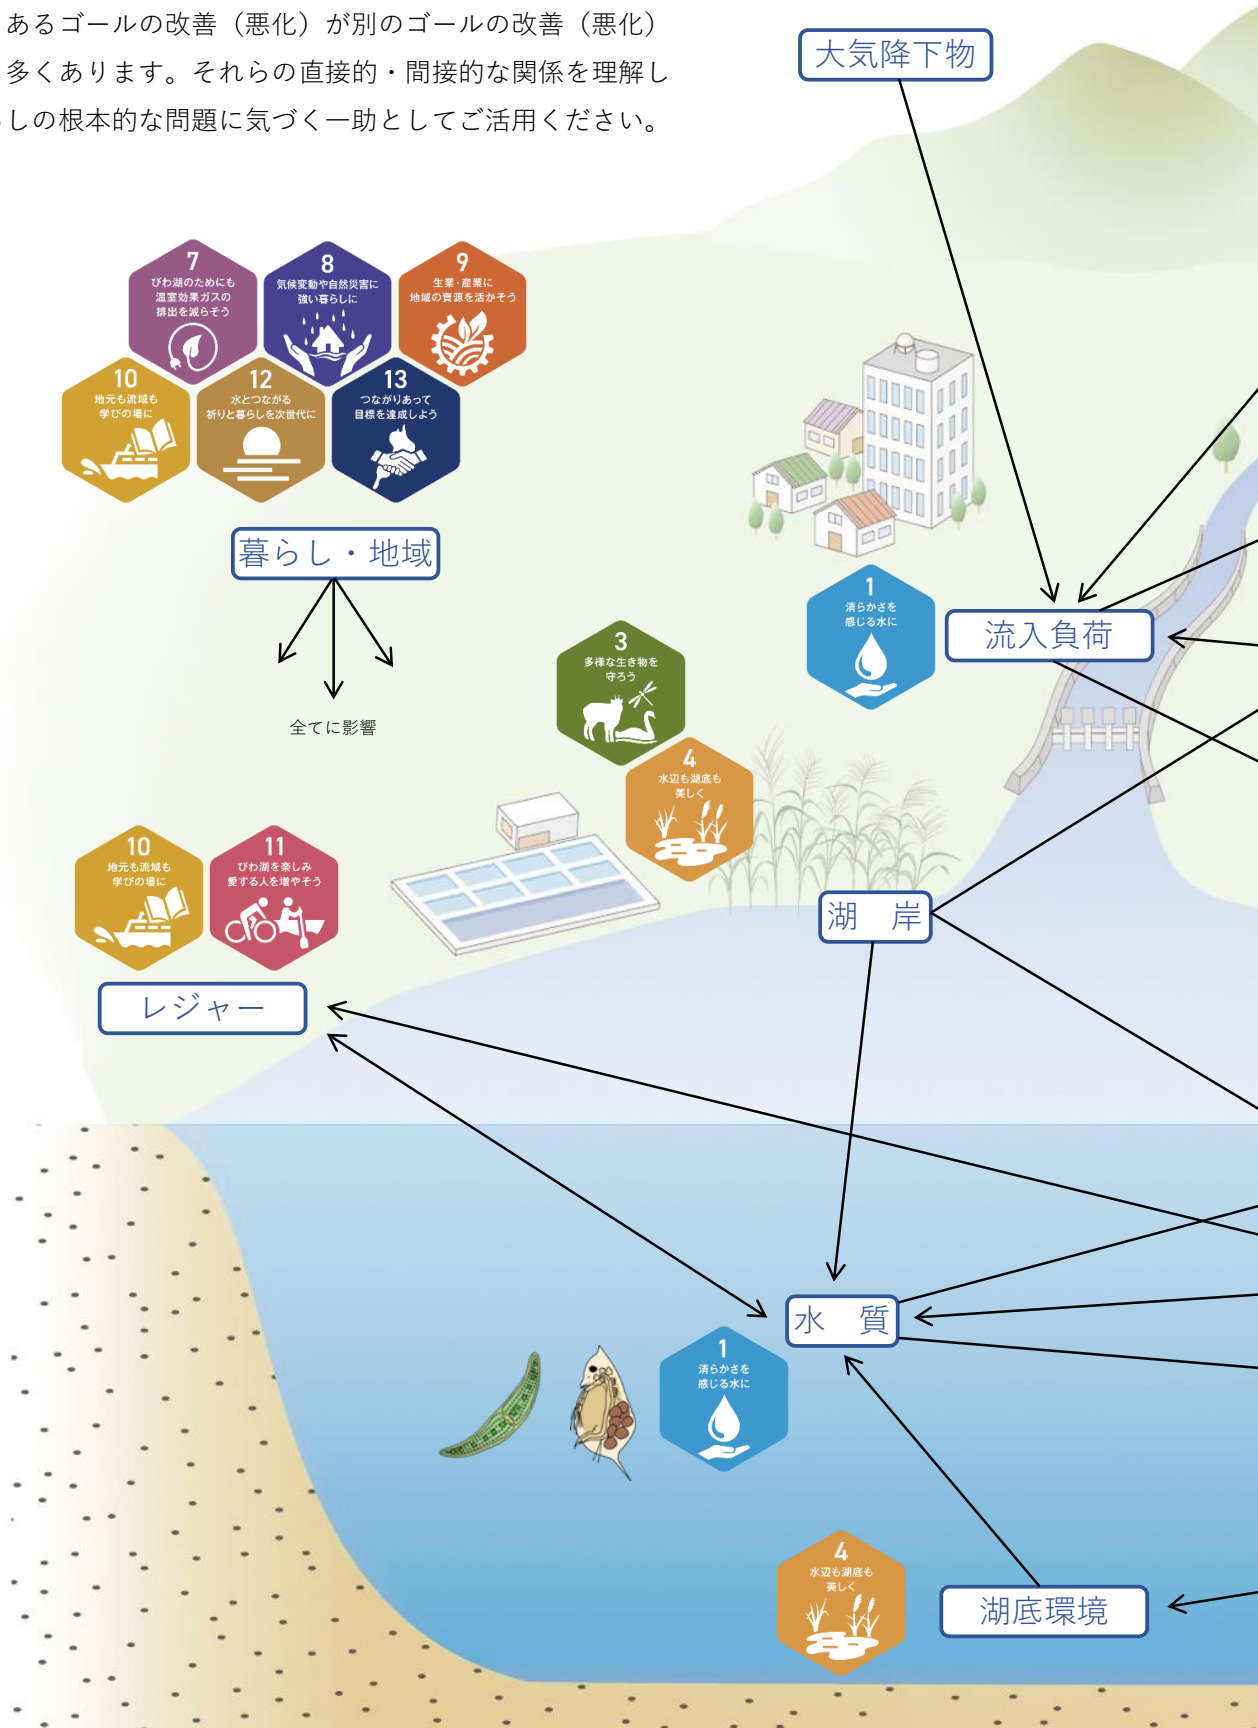 あるゴールの改善（悪化）が別のゴールの改善（悪化）
多くあります。それらの直接的・間接的な関係を理解し
しの根本的な問題に気づく一助としてご活用ください。
大気降下物
7
びわ湖のためにも
温室効果ガスの
排出を減らそう
8
気候変動や自然災害に
強い暮らしに
9
生業・産業に
地域の資源を活かそう
10
地元も流域も
学びの場に
12
水とつながる
祈りと暮らしを次世代に
13
つながりあって
目標を達成しよう
暮らし・地域
全てに影響
1
清らかさを
感じる水に
流入負荷
3
多様な生き物を
守ろう
4
水辺も湖底も
美しく
10
地元も流域も
学びの場に
11
びわ湖を楽しみ
愛する人を増やそう
湖　岸
レジャー
水　質
1
清らかさを
感じる水に
4
水辺も湖底も
美しく
湖底環境